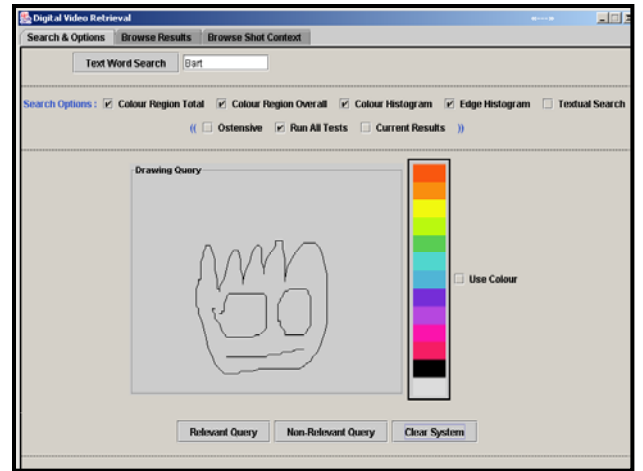 Digital Video Retrieval
Search & Options Browse Results Browse Shot Context
Text Word Search Bart
Search Options : Colour Region Total Colour Region Overall Colour Histogram Edge Histogram Textual Search
(( Ostensive Run All Tests Current Results ))
Drawing Query
Use Colour
Relevant Query Non-Relevant Query Clear System